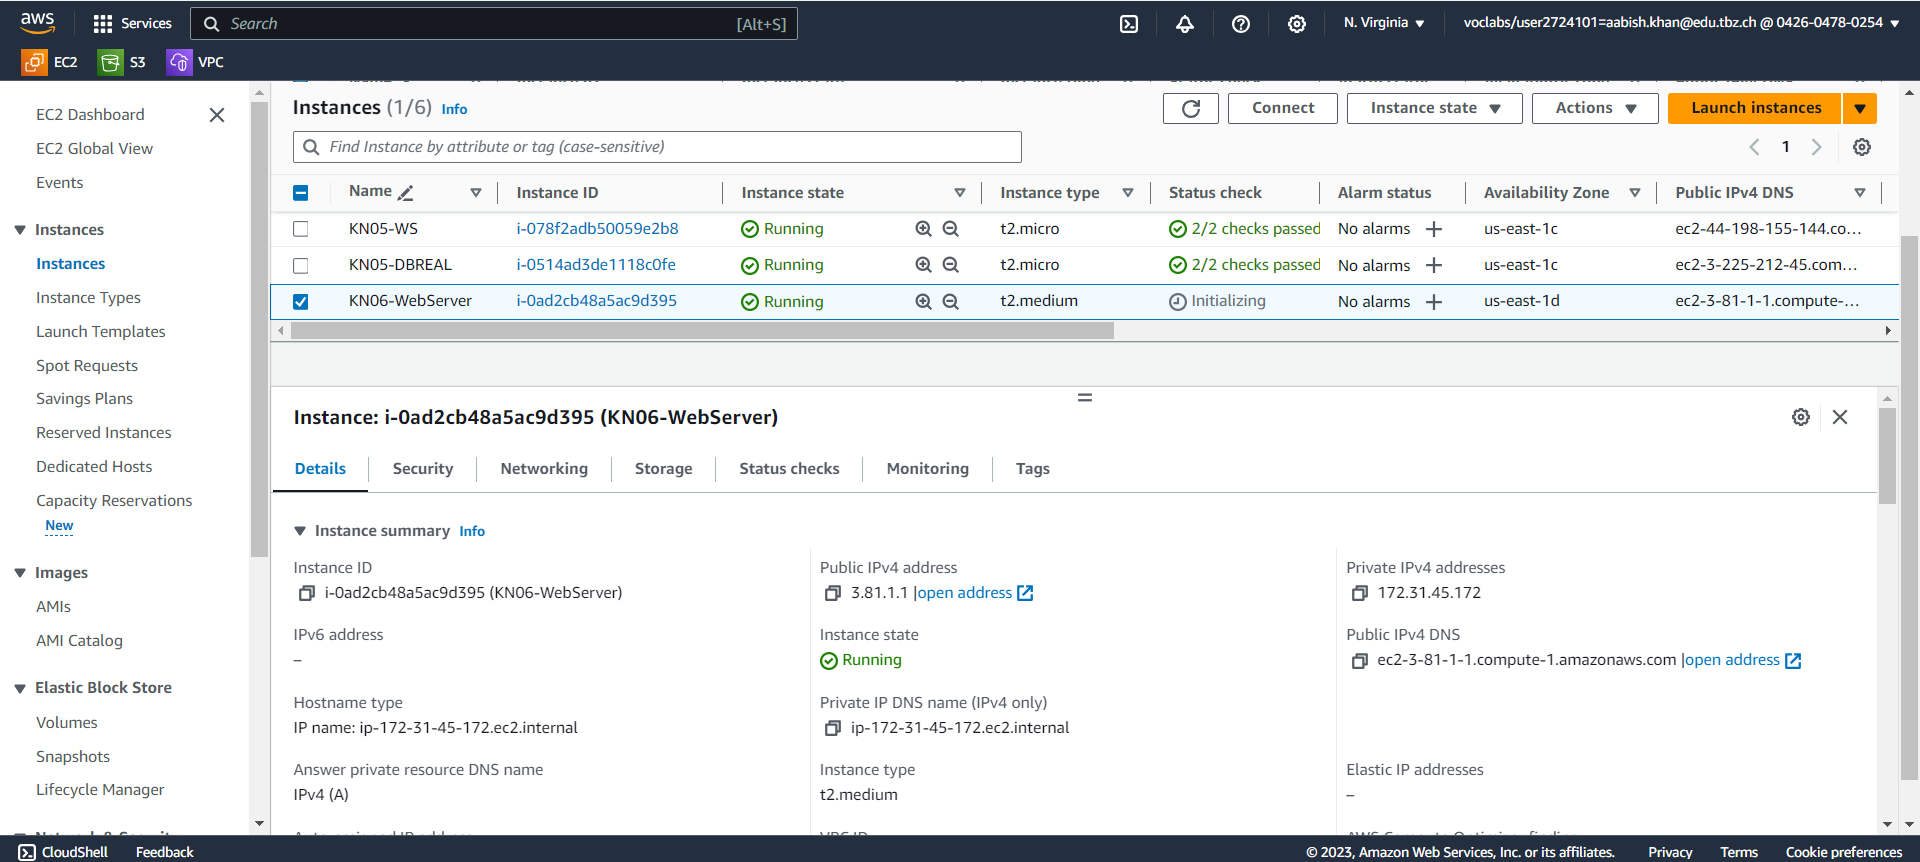 aws Services Search [Alt+S] N. Virginia voclabs/user2724101=aabish.khan@edu.tbz.ch @ 0426-0478-0254
EC2 S3 VPC
EC2 Dashboard
EC2 Global View
Events
Instances
Instances
Instance Types
Launch Templates
Spot Requests
Savings Plans
Reserved Instances
Dedicated Hosts
Capacity Reservations
New
Images
AMIs
AMI Catalog
Elastic Block Store
Volumes
Snapshots
Lifecycle Manager
Instances (1/6) Info Connect Instance state Actions Launch instances
Find Instance by attribute or tag (case-sensitive) 1
Name Instance ID Instance state Instance type Status check Alarm status Availability Zone Public IPv4 DNS
KN05-WS i-078f2adb50059e2b8 Running t2.micro 2/2 checks passed No alarms us-east-1c ec2-44-198-155-144.co...
KN05-DBREAL i-0514ad3de1118c0fe Running t2.micro 2/2 checks passed No alarms us-east-1c ec2-3-225-212-45.com...
KN06-WebServer i-0ad2cb48a5ac9d395 Running t2.medium Initializing No alarms us-east-1d ec2-3-81-1-1.compute-...
Instance: i-0ad2cb48a5ac9d395 (KN06-WebServer)
Details Security Networking Storage Status checks Monitoring Tags
Instance summary Info
Instance ID
i-0ad2cb48a5ac9d395 (KN06-WebServer)
Public IPv4 address
3.81.1.1 |open address
Private IPv4 addresses
172.31.45.172
IPv6 address
–
Instance state
Running
Public IPv4 DNS
ec2-3-81-1-1.compute-1.amazonaws.com |open address
Hostname type
IP name: ip-172-31-45-172.ec2.internal
Private IP DNS name (IPv4 only)
ip-172-31-45-172.ec2.internal
Answer private resource DNS name
IPv4 (A)
Instance type
t2.medium
Elastic IP addresses
–
CloudShell Feedback © 2023, Amazon Web Services, Inc. or its affiliates. Privacy Terms Cookie preferences